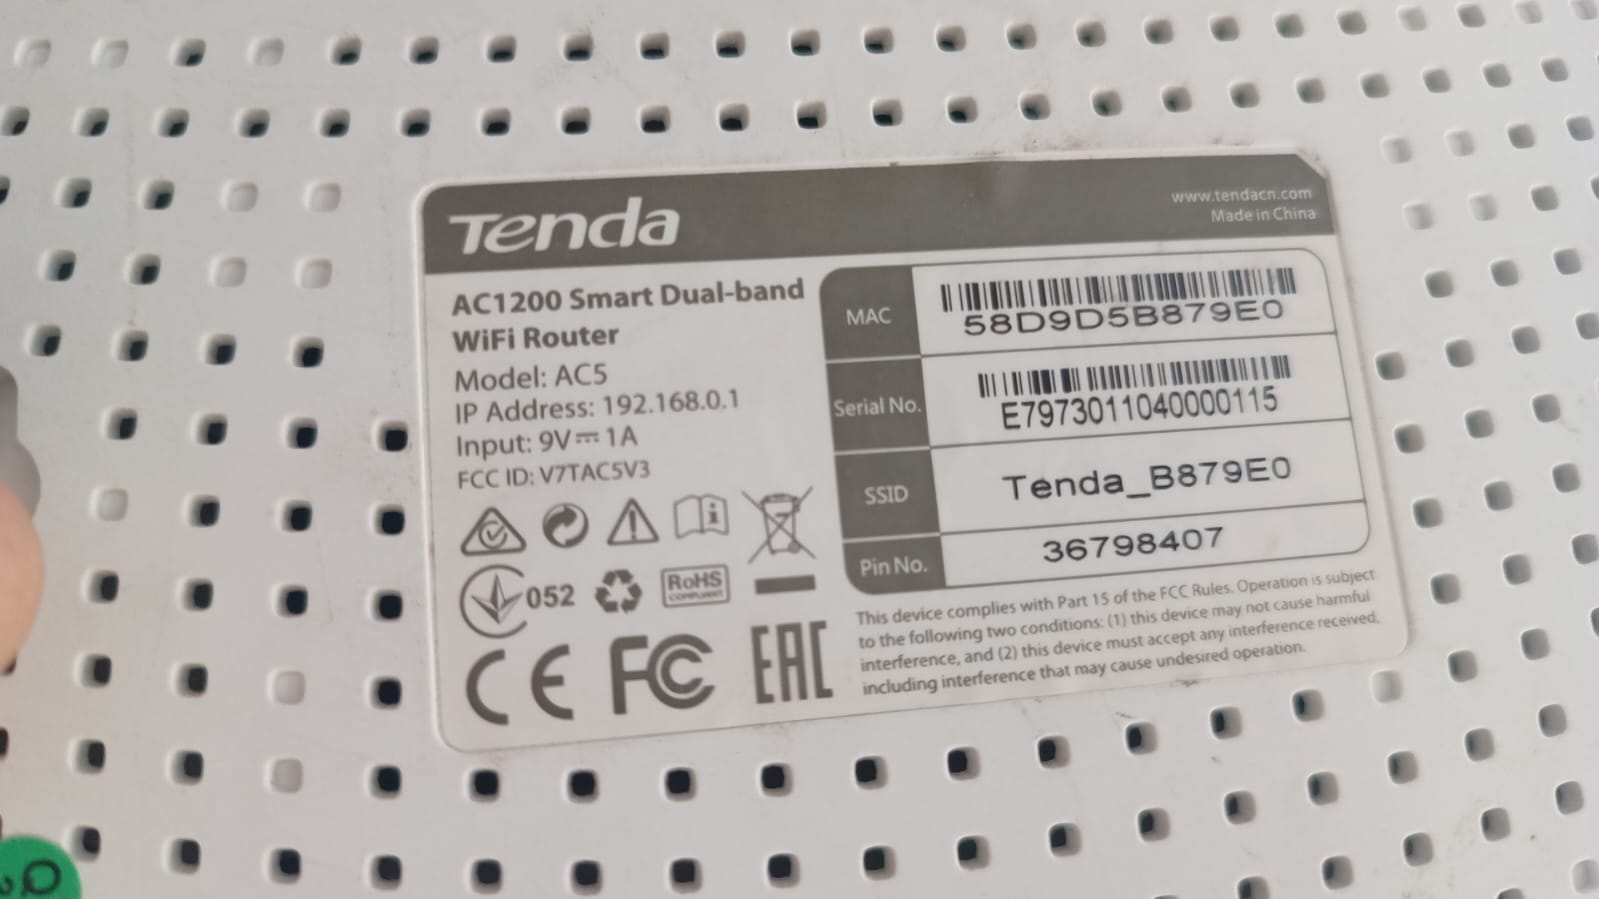 Tenda
www.tendacn.com
Made in China
AC1200 Smart Dual-band
WiFi Router
Model: AC5
IP Address: 192.168.0.1
Input: 9V⎓1A
FCC ID: V7TAC5V3
052
RoHS
COMPLIANT
CE FC EAC
MAC
58D9D5B879E0
Serial No.
E7973011040000115
SSID
Tenda_B879E0
Pin No.
36798407
This device complies with Part 15 of the FCC Rules. Operation is subject
to the following two conditions: (1) this device may not cause harmful
interference, and (2) this device must accept any interference received,
including interference that may cause undesired operation.